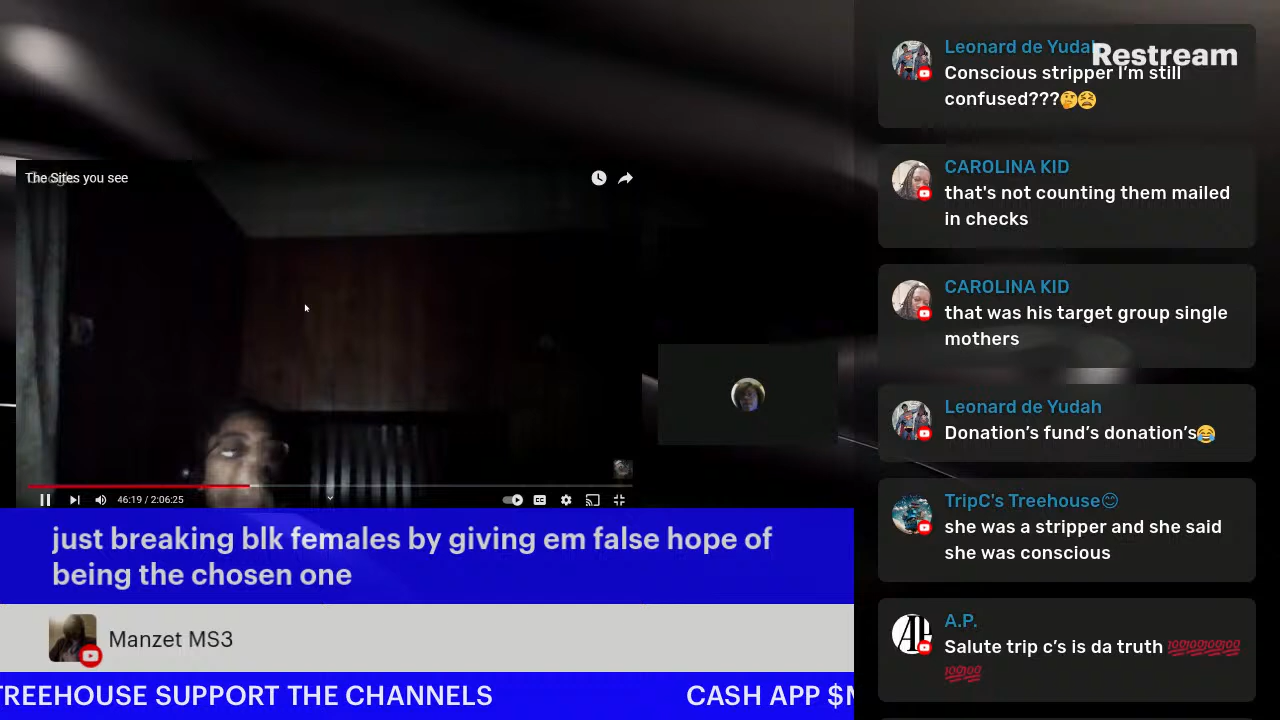 The Sites you see
46:19 / 2:06:25
just breaking blk females by giving em false hope of
being the chosen one
Manzet MS3
TREEHOUSE SUPPORT THE CHANNELS
CASH APP $M
Restream
Leonard de Yudah
Conscious stripper I’m still
confused???🤔😫
CAROLINA KID
that's not counting them mailed
in checks
CAROLINA KID
that was his target group single
mothers
Leonard de Yudah
Donation’s fund’s donation’s😂
TripC's Treehouse😊
she was a stripper and she said
she was conscious
A.P.
Salute trip c’s is da truth 💯💯💯💯
💯💯